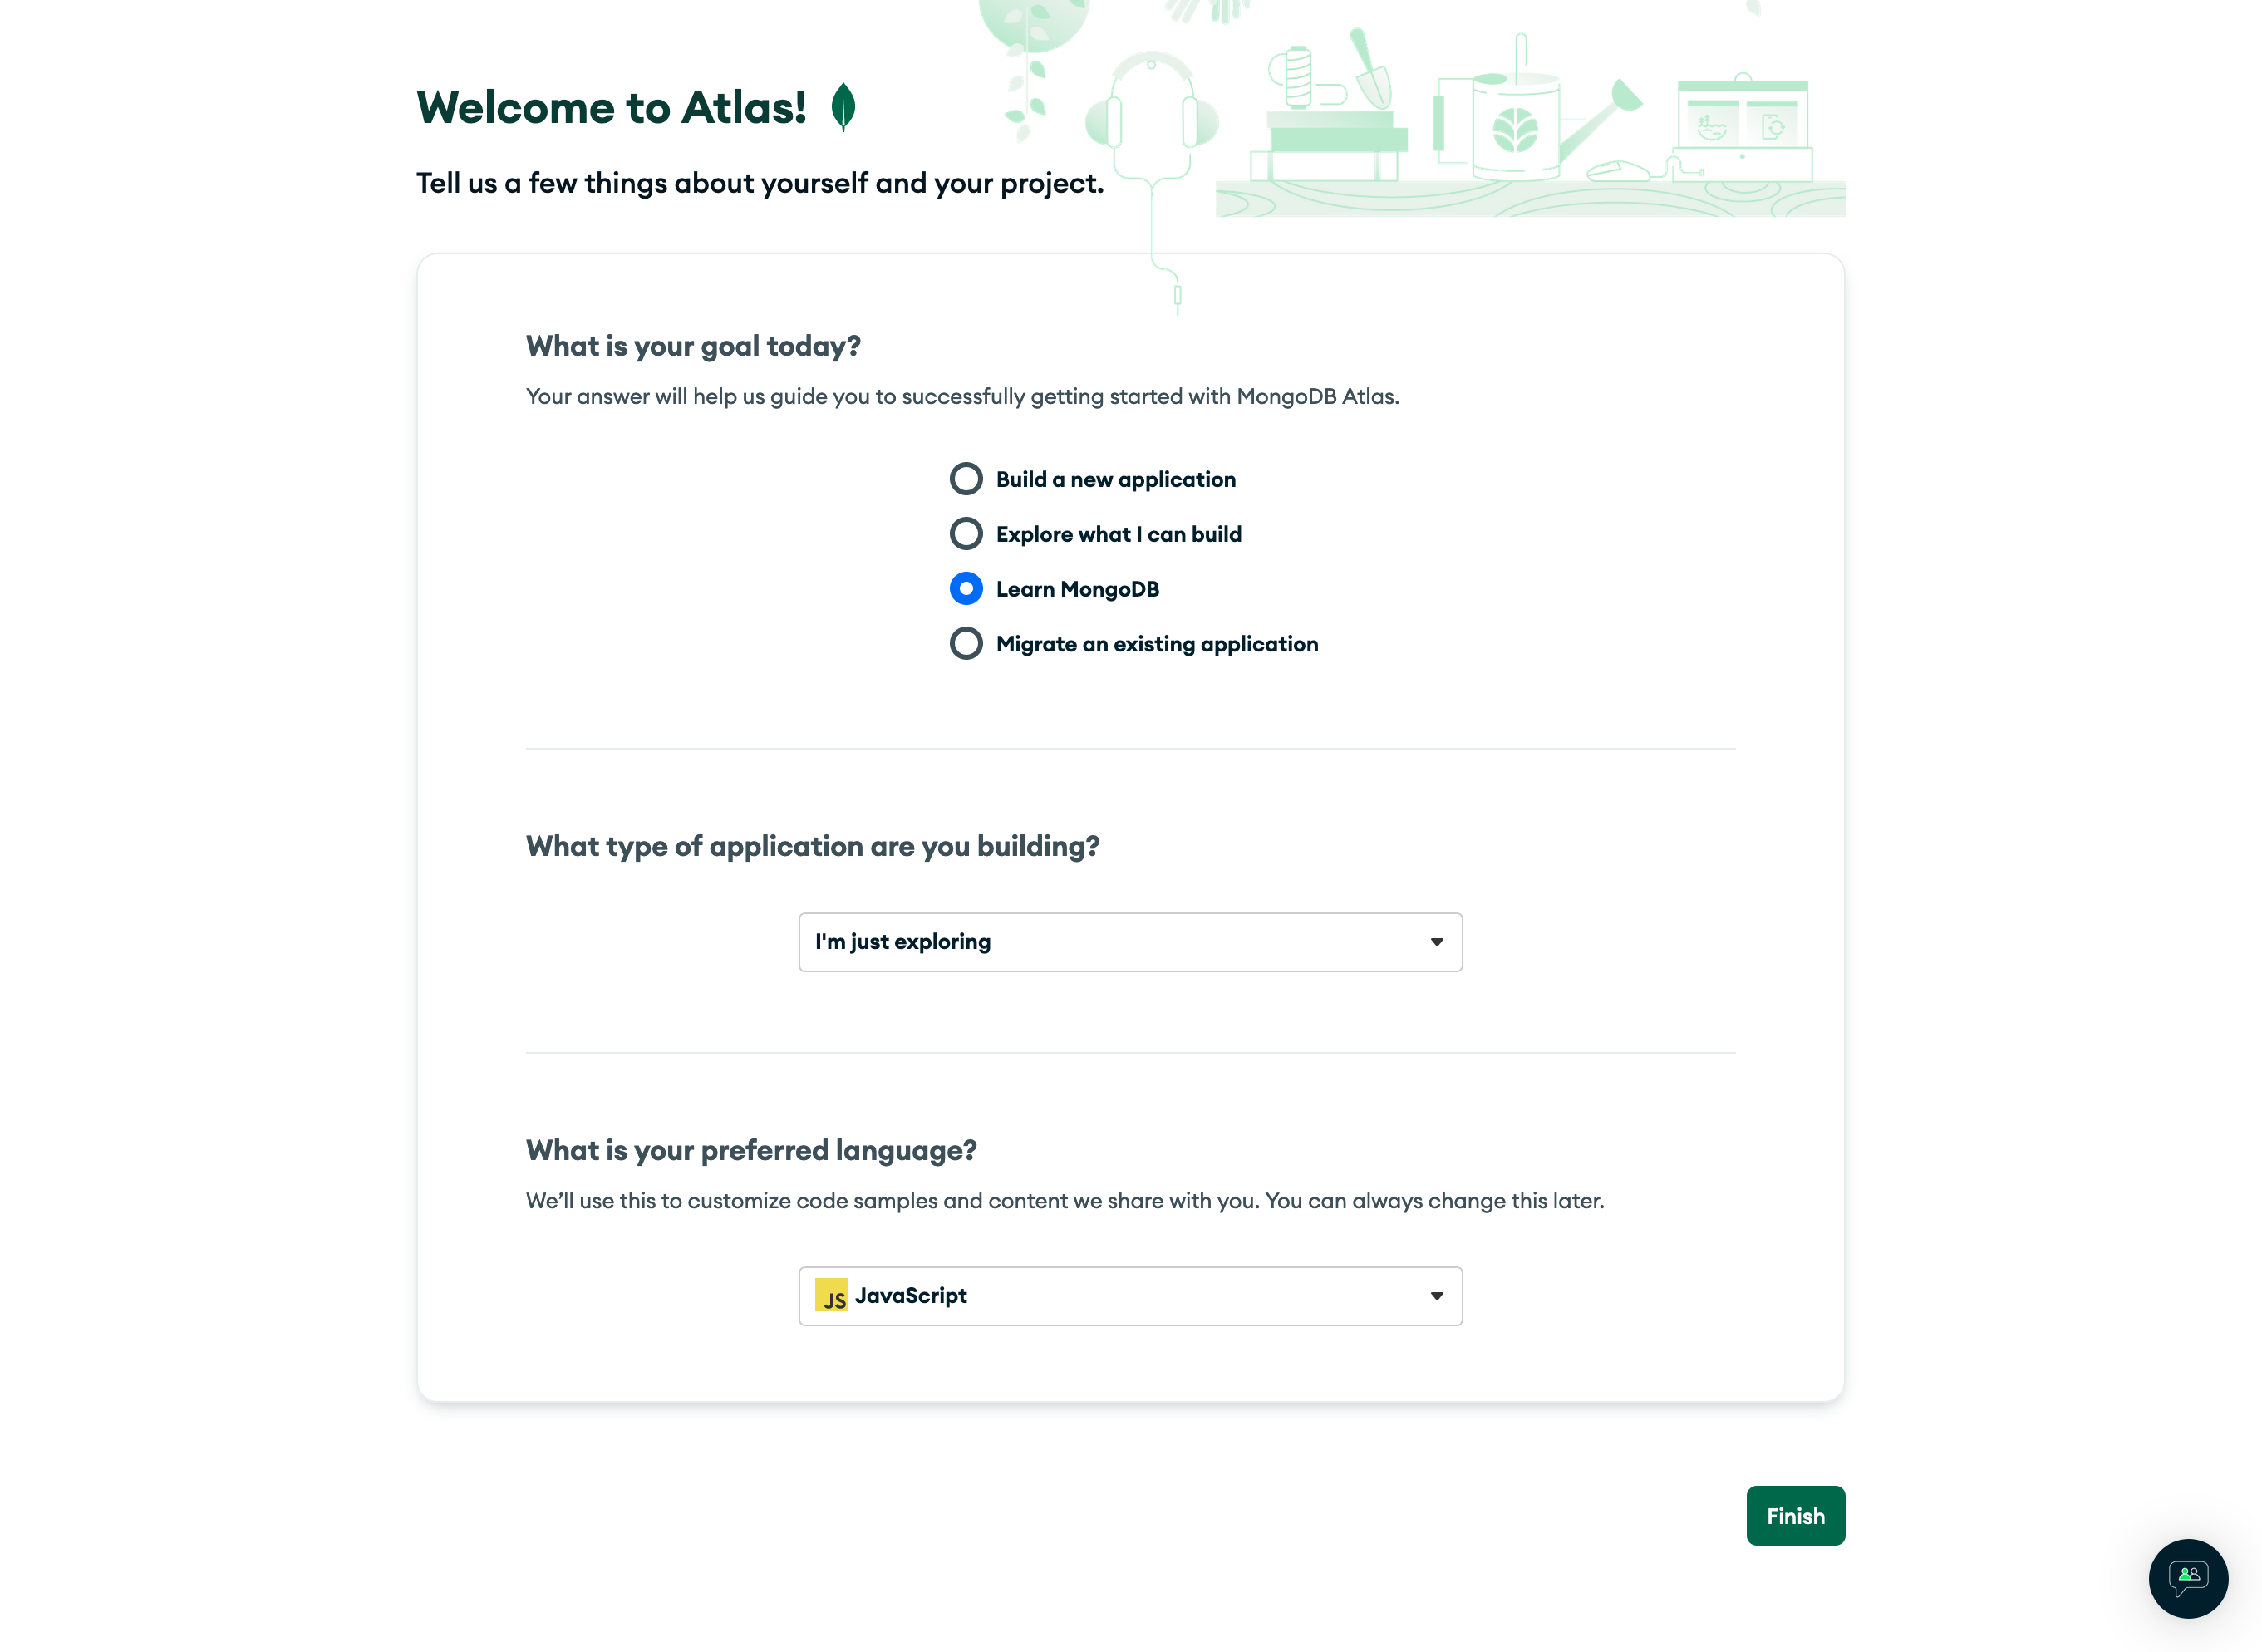 Welcome to Atlas!
Tell us a few things about yourself and your project.
What is your goal today?
Your answer will help us guide you to successfully getting started with MongoDB Atlas.
Build a new application
Explore what I can build
Learn MongoDB
Migrate an existing application
What type of application are you building?
I'm just exploring
What is your preferred language?
We’ll use this to customize code samples and content we share with you. You can always change this later.
JS JavaScript
Finish